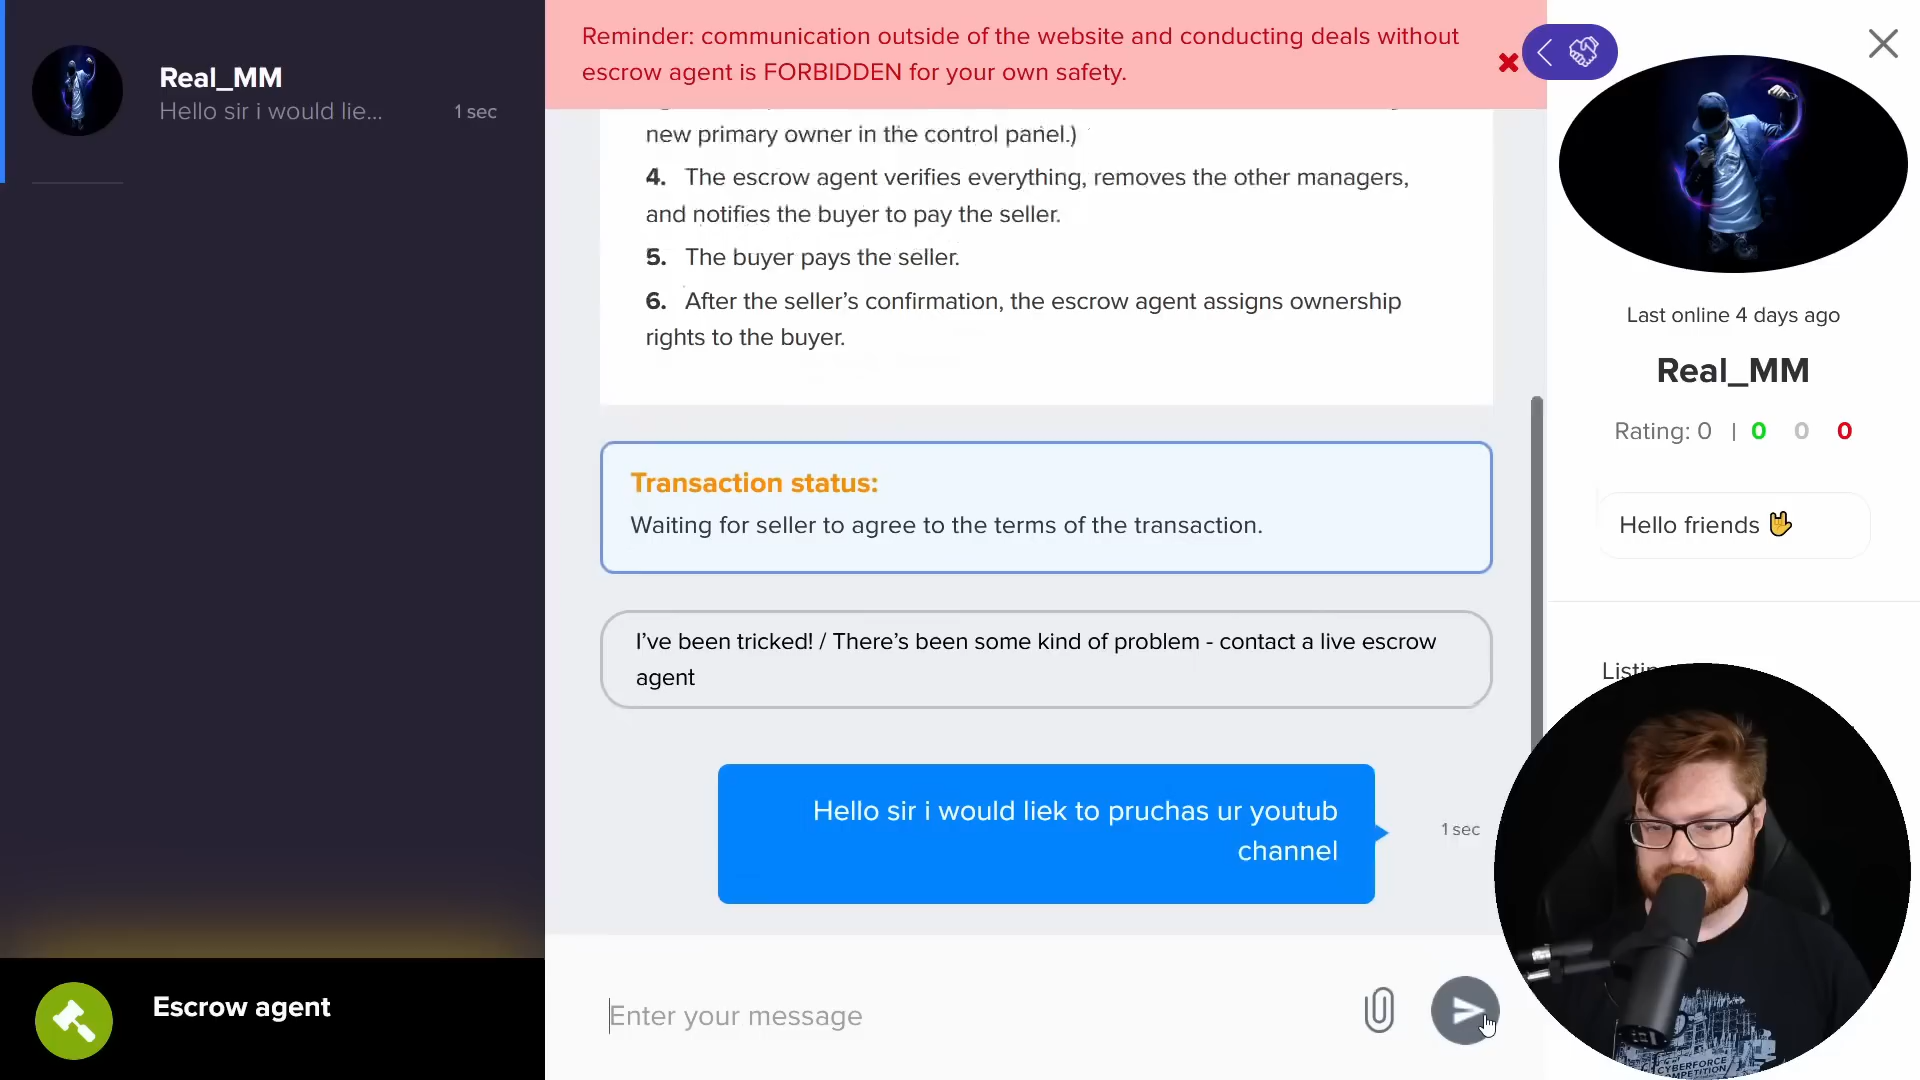 Real_MM
Hello sir i would lie...
1 sec
Escrow agent
Reminder: communication outside of the website and conducting deals without
escrow agent is FORBIDDEN for your own safety.
new primary owner in the control panel.)
4. The escrow agent verifies everything, removes the other managers,
and notifies the buyer to pay the seller.
5. The buyer pays the seller.
6. After the seller's confirmation, the escrow agent assigns ownership
rights to the buyer.
Transaction status:
Waiting for seller to agree to the terms of the transaction.
I've been tricked! / There's been some kind of problem - contact a live escrow
agent
Hello sir i would liek to pruchas ur youtub
channel
1 sec
Enter your message
Last online 4 days ago
Real_MM
Rating: 0 | 0 0 0
Hello friends 🤟
CYBERFORCE
COMPETITION